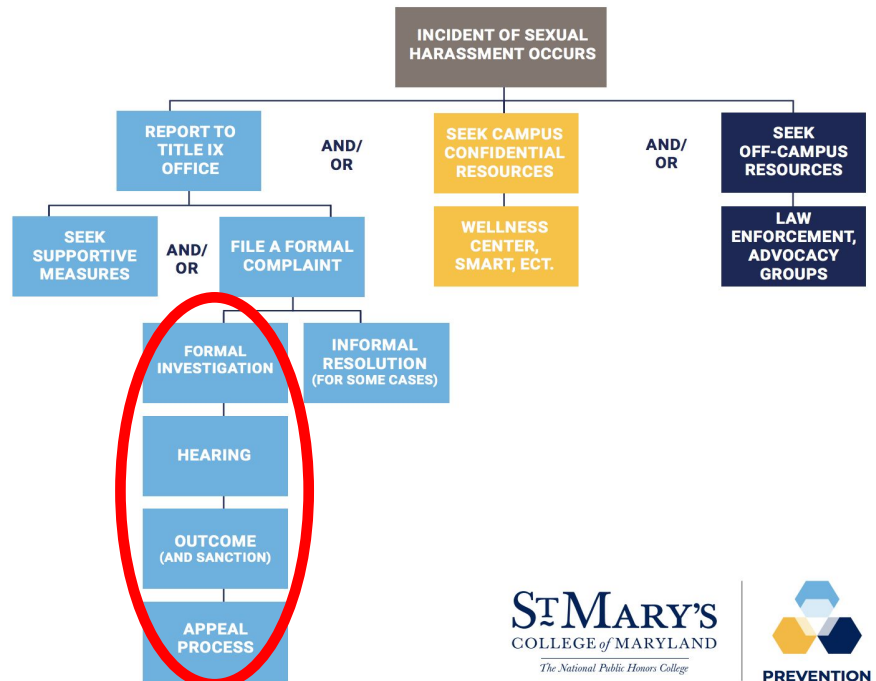 INCIDENT OF SEXUAL
HARASSMENT OCCURS
REPORT TO
TITLE IX
OFFICE
AND/
OR
SEEK CAMPUS
CONFIDENTIAL
RESOURCES
AND/
OR
SEEK
OFF-CAMPUS
RESOURCES
SEEK
SUPPORTIVE
MEASURES
AND/
OR
FILE A FORMAL
COMPLAINT
WELLNESS
CENTER,
SMART, ECT.
LAW
ENFORCEMENT,
ADVOCACY
GROUPS
FORMAL
INVESTIGATION
INFORMAL
RESOLUTION
(FOR SOME CASES)
HEARING
OUTCOME
(AND SANCTION)
APPEAL
PROCESS
ST MARY'S
COLLEGE of MARYLAND
The National Public Honors College
PREVENTION